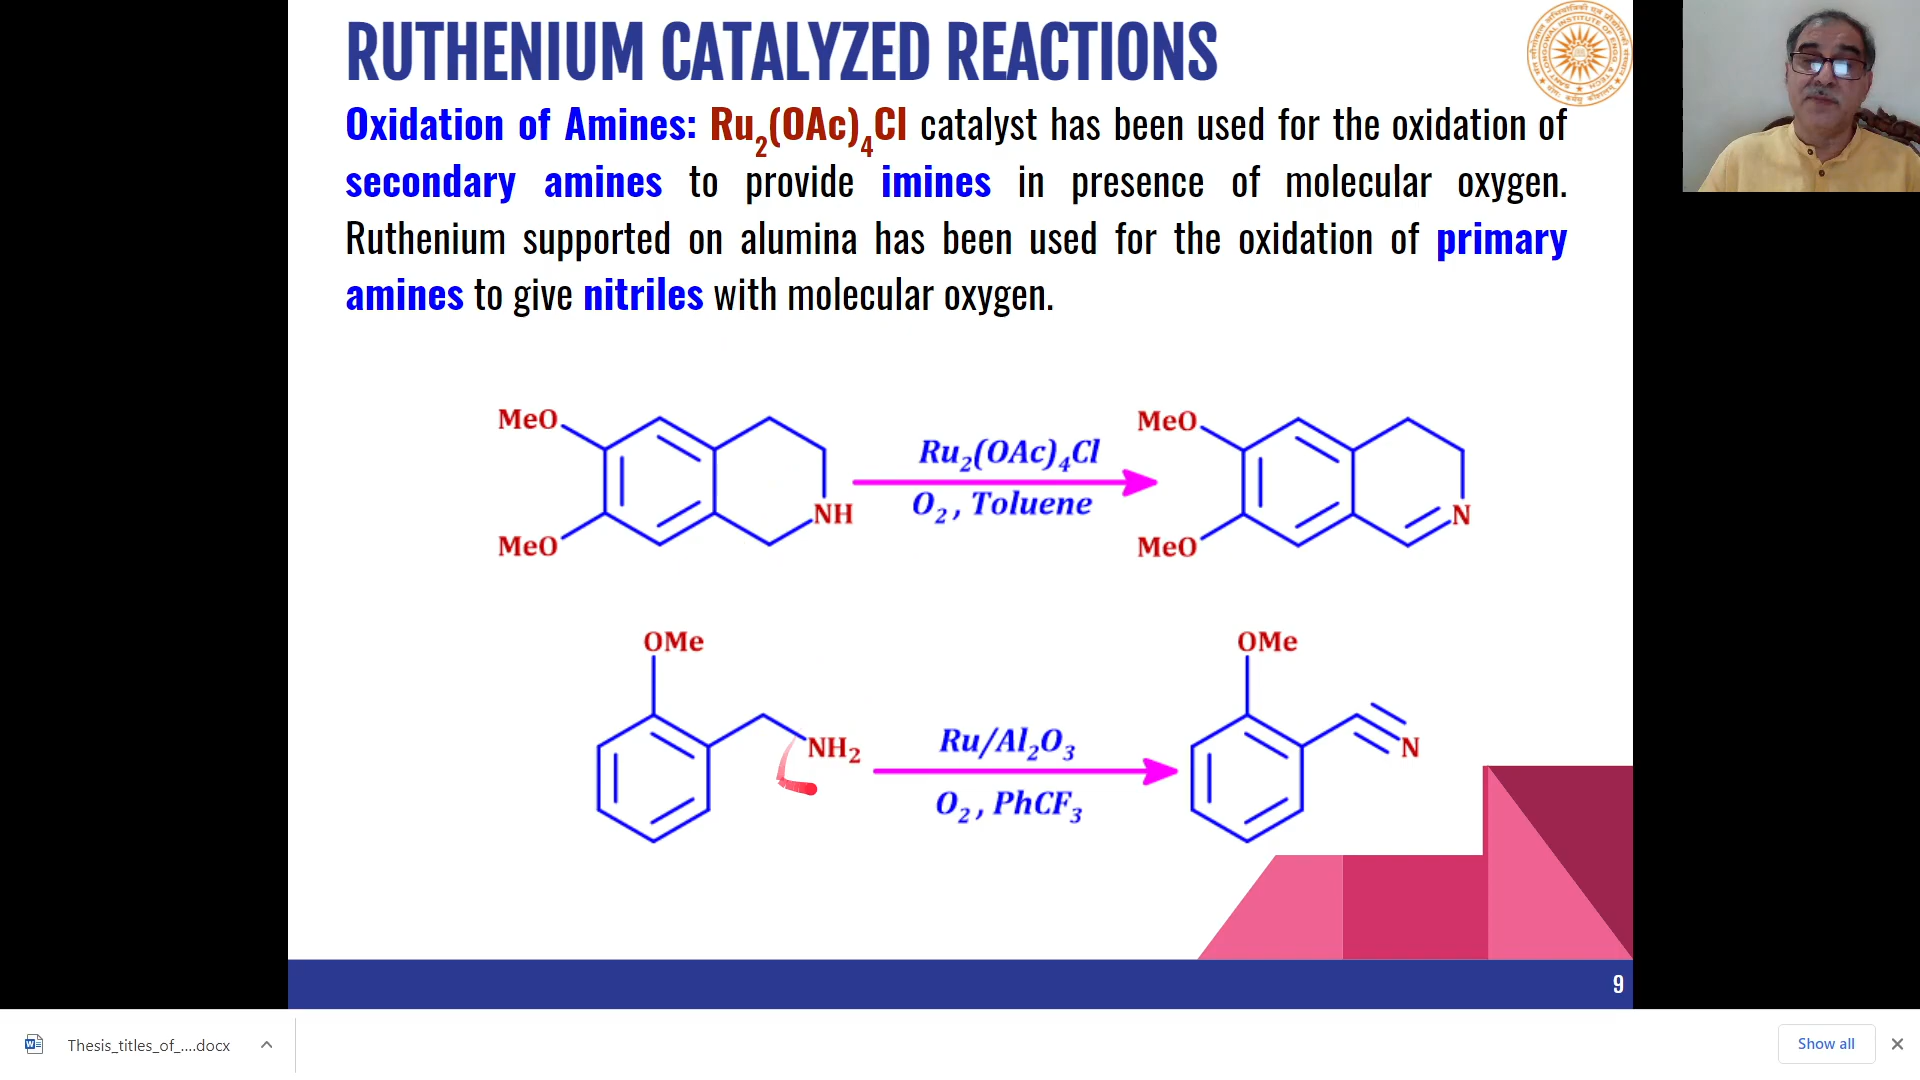 RUTHENIUM CATALYZED REACTIONS
Oxidation of Amines: Ru2(OAc)4Cl catalyst has been used for the oxidation of
secondary amines to provide imines in presence of molecular oxygen.
Ruthenium supported on alumina has been used for the oxidation of primary
amines to give nitriles with molecular oxygen.
MeO
MeO
NH
Ru2(OAc)4Cl
O2, Toluene
MeO
MeO
N
OMe
NH2
Ru/Al2O3
O2, PhCF3
OMe
N
9
Thesis_titles_of_....docx
Show all